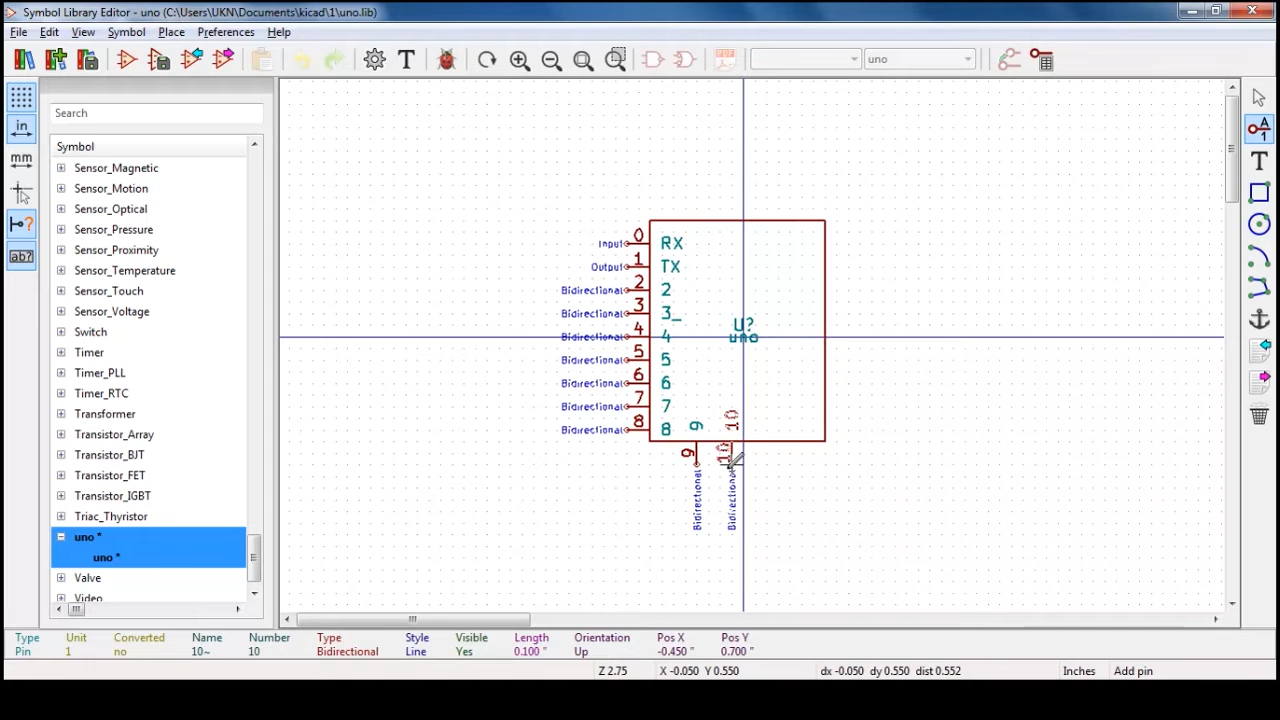 Symbol Library Editor - uno (C:\Users\UKN\Documents\kicad\1\uno.lib)
File Edit View Symbol Place Preferences Help
T
PDF
uno
in
mm
ab?
Search
Symbol
Sensor_Magnetic
Sensor_Motion
Sensor_Optical
Sensor_Pressure
Sensor_Proximity
Sensor_Temperature
Sensor_Touch
Sensor_Voltage
Switch
Timer
Timer_PLL
Timer_RTC
Transformer
Transistor_Array
Transistor_BJT
Transistor_FET
Transistor_IGBT
Triac_Thyristor
uno *
uno *
Valve
Video
Input 0 RX
Output 1 TX
Bidirectional 2 2
Bidirectional 3 3_
Bidirectional 4 4
Bidirectional 5 5
Bidirectional 6 6
Bidirectional 7 7
Bidirectional 8 8
U?
uno
9 10
9 10
Bidirectional Bidirectional
A
1
T
Type Unit Converted Name Number Type Style Visible Length Orientation Pos X Pos Y
Pin 1 no 10~ 10 Bidirectional Line Yes 0.100 " Up -0.450 " 0.700 "
Z 2.75 X -0.050 Y 0.550 dx -0.050 dy 0.550 dist 0.552 Inches Add pin